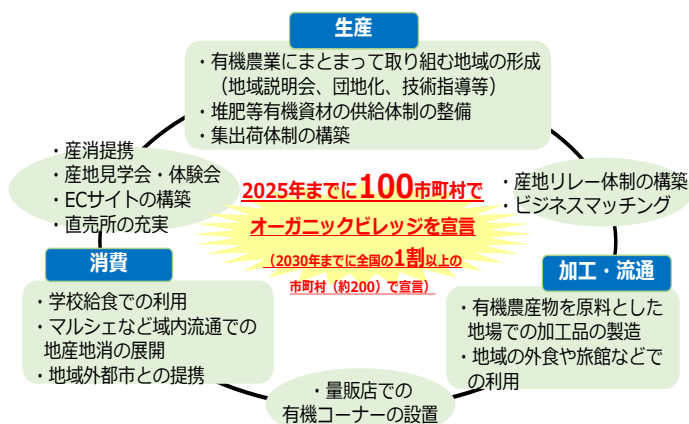 生産
・有機農業にまとまって取り組む地域の形成
（地域説明会、団地化、技術指導等）
・堆肥等有機資材の供給体制の整備
・集出荷体制の構築
・産消提携
・産地見学会・体験会
・ECサイトの構築
・直売所の充実
2025年までに100市町村で
オーガニックビレッジを宣言
（2030年までに全国の1割以上の
市町村（約200）で宣言）
・産地リレー体制の構築
・ビジネスマッチング
消費
・学校給食での利用
・マルシェなど域内流通での
地産地消の展開
・地域外都市との提携
加工・流通
・有機農産物を原料とした
地場での加工品の製造
・地域の外食や旅館などで
の利用
・量販店での
有機コーナーの設置